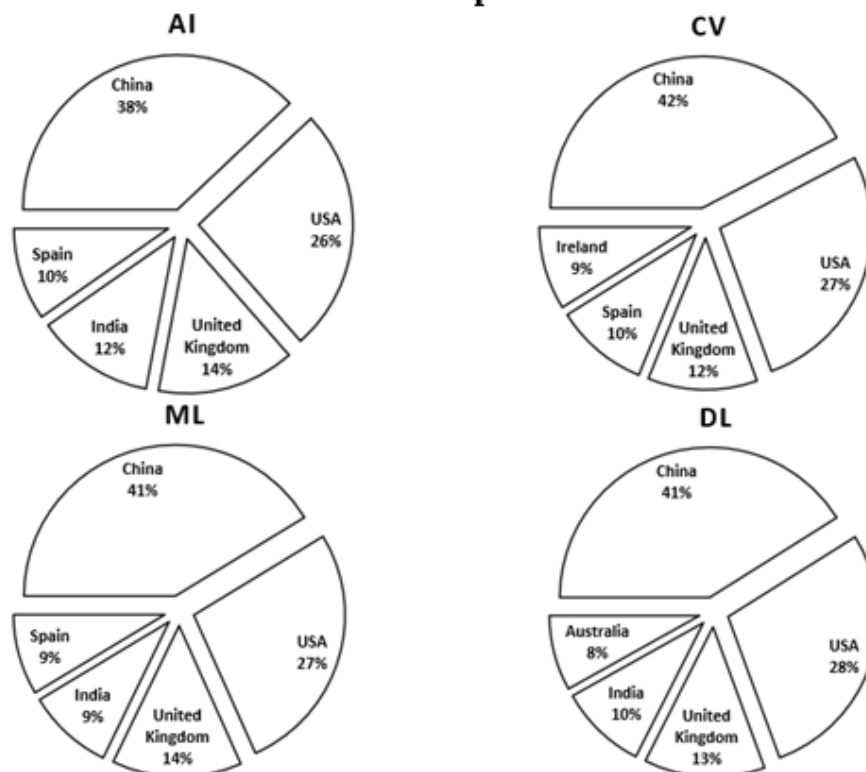 AI
China
38%
USA
26%
United
Kingdom
14%
India
12%
Spain
10%
CV
China
42%
USA
27%
United
Kingdom
12%
Spain
10%
Ireland
9%
ML
China
41%
USA
27%
United
Kingdom
14%
India
9%
Spain
9%
DL
China
41%
USA
28%
United
Kingdom
13%
India
10%
Australia
8%